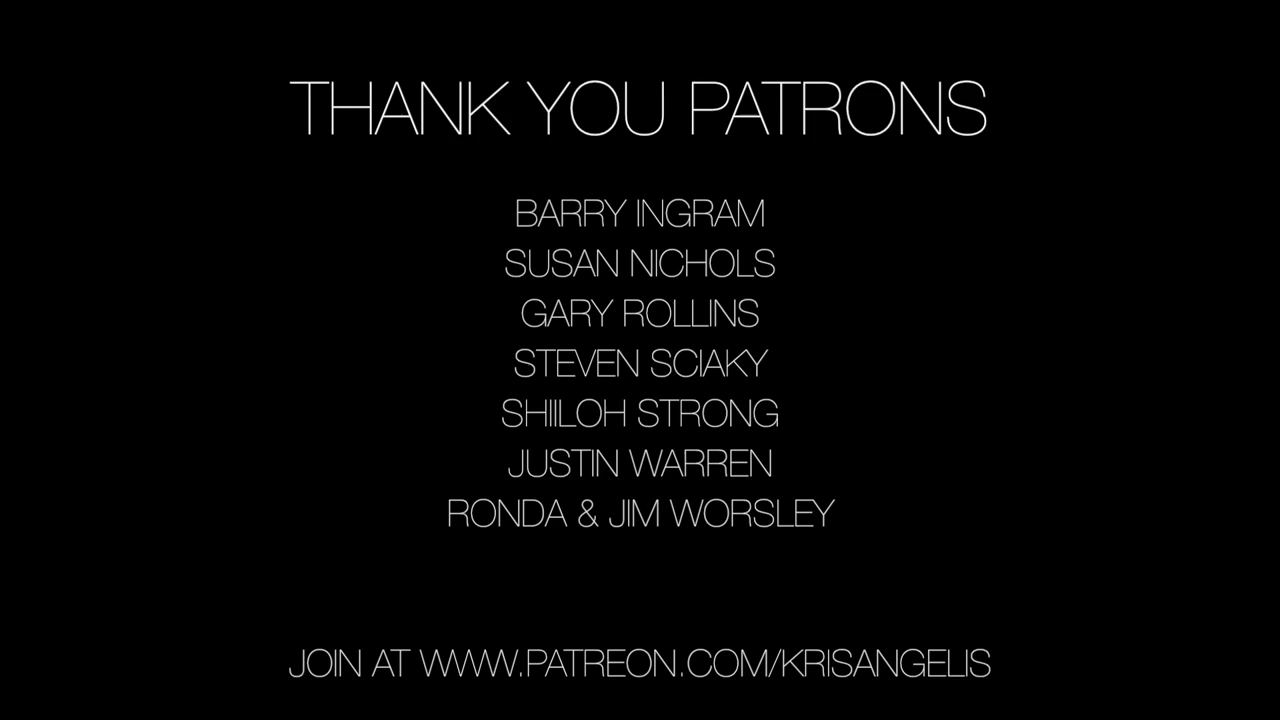 THANK YOU PATRONS
BARRY INGRAM
SUSAN NICHOLS
GARY ROLLINS
STEVEN SCIAKY
SHIILOH STRONG
JUSTIN WARREN
RONDA & JIM WORSLEY
JOIN AT WWW.PATREON.COM/KRISANGELIS